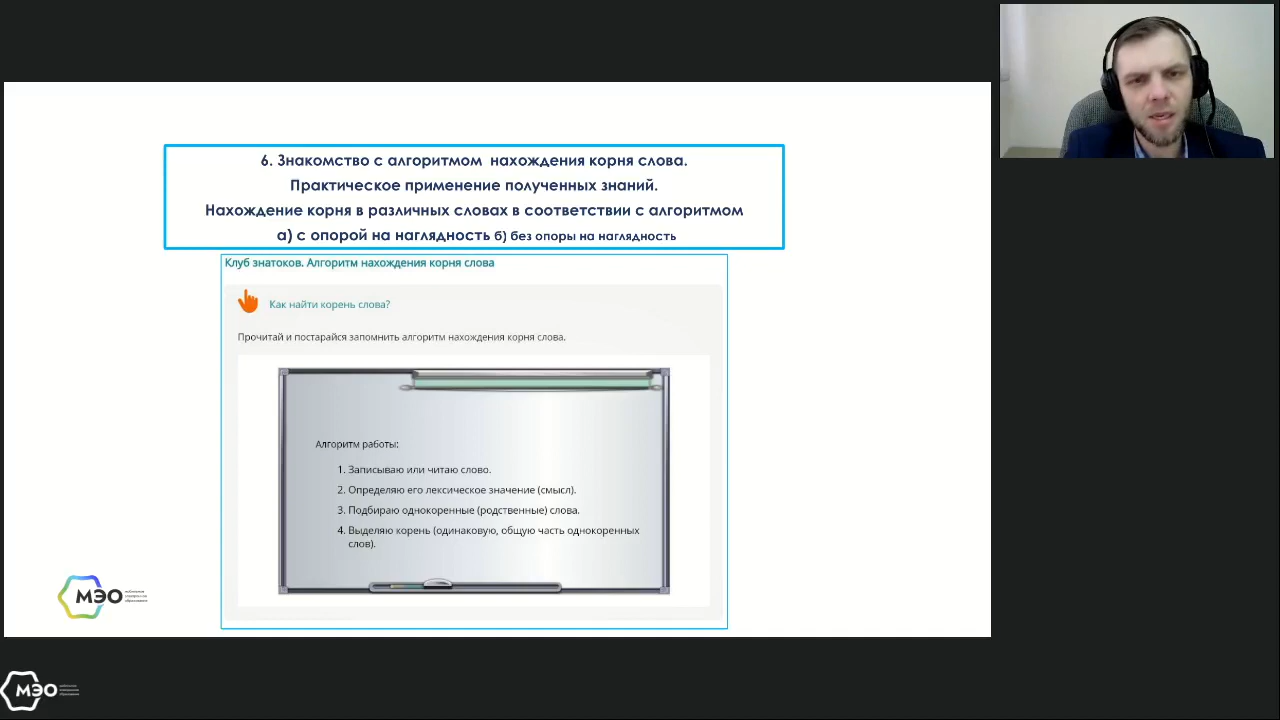 6. Знакомство с алгоритмом нахождения корня слова.
Практическое применение полученных знаний.
Нахождение корня в различных словах в соответствии с алгоритмом
а) с опорой на наглядность б) без опоры на наглядность
Клуб знатоков. Алгоритм нахождения корня слова
Как найти корень слова?
Прочитай и постарайся запомнить алгоритм нахождения корня слова.
Алгоритм работы:
1. Записываю или читаю слово.
2. Определяю его лексическое значение (смысл).
3. Подбираю однокоренные (родственные) слова.
4. Выделяю корень (одинаковую, общую часть однокоренных
слов).
МЭО
МЭО